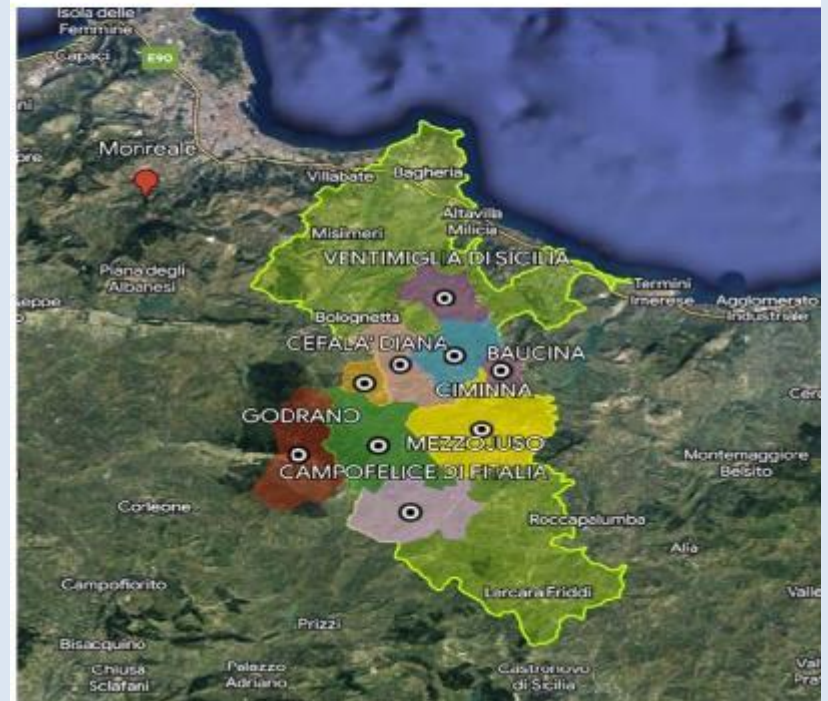 Isola delle
Femmine
Capaci
E90
Monreale
Villabate
Bagheria
Altavilla
Milicia
Misilmeri
VENTIMIGLIA DI SICILIA
Piana degli
Albanesi
Termini
Imerese
Agglomerato
Industriale
Bolognetta
CEFALA' DIANA
BAUCINA
CIMINNA
GODRANO
MEZZOJUSO
CAMPOFELICE DI FITALIA
Montemaggiore
Belsito
Corleone
Roccapalumba
Alia
Campofiorito
Lercara Friddi
Valle
Prizzi
Bisacquino
Chiusa
Sclafani
Palazzo
Adriano
Castronovo
di Sicilia